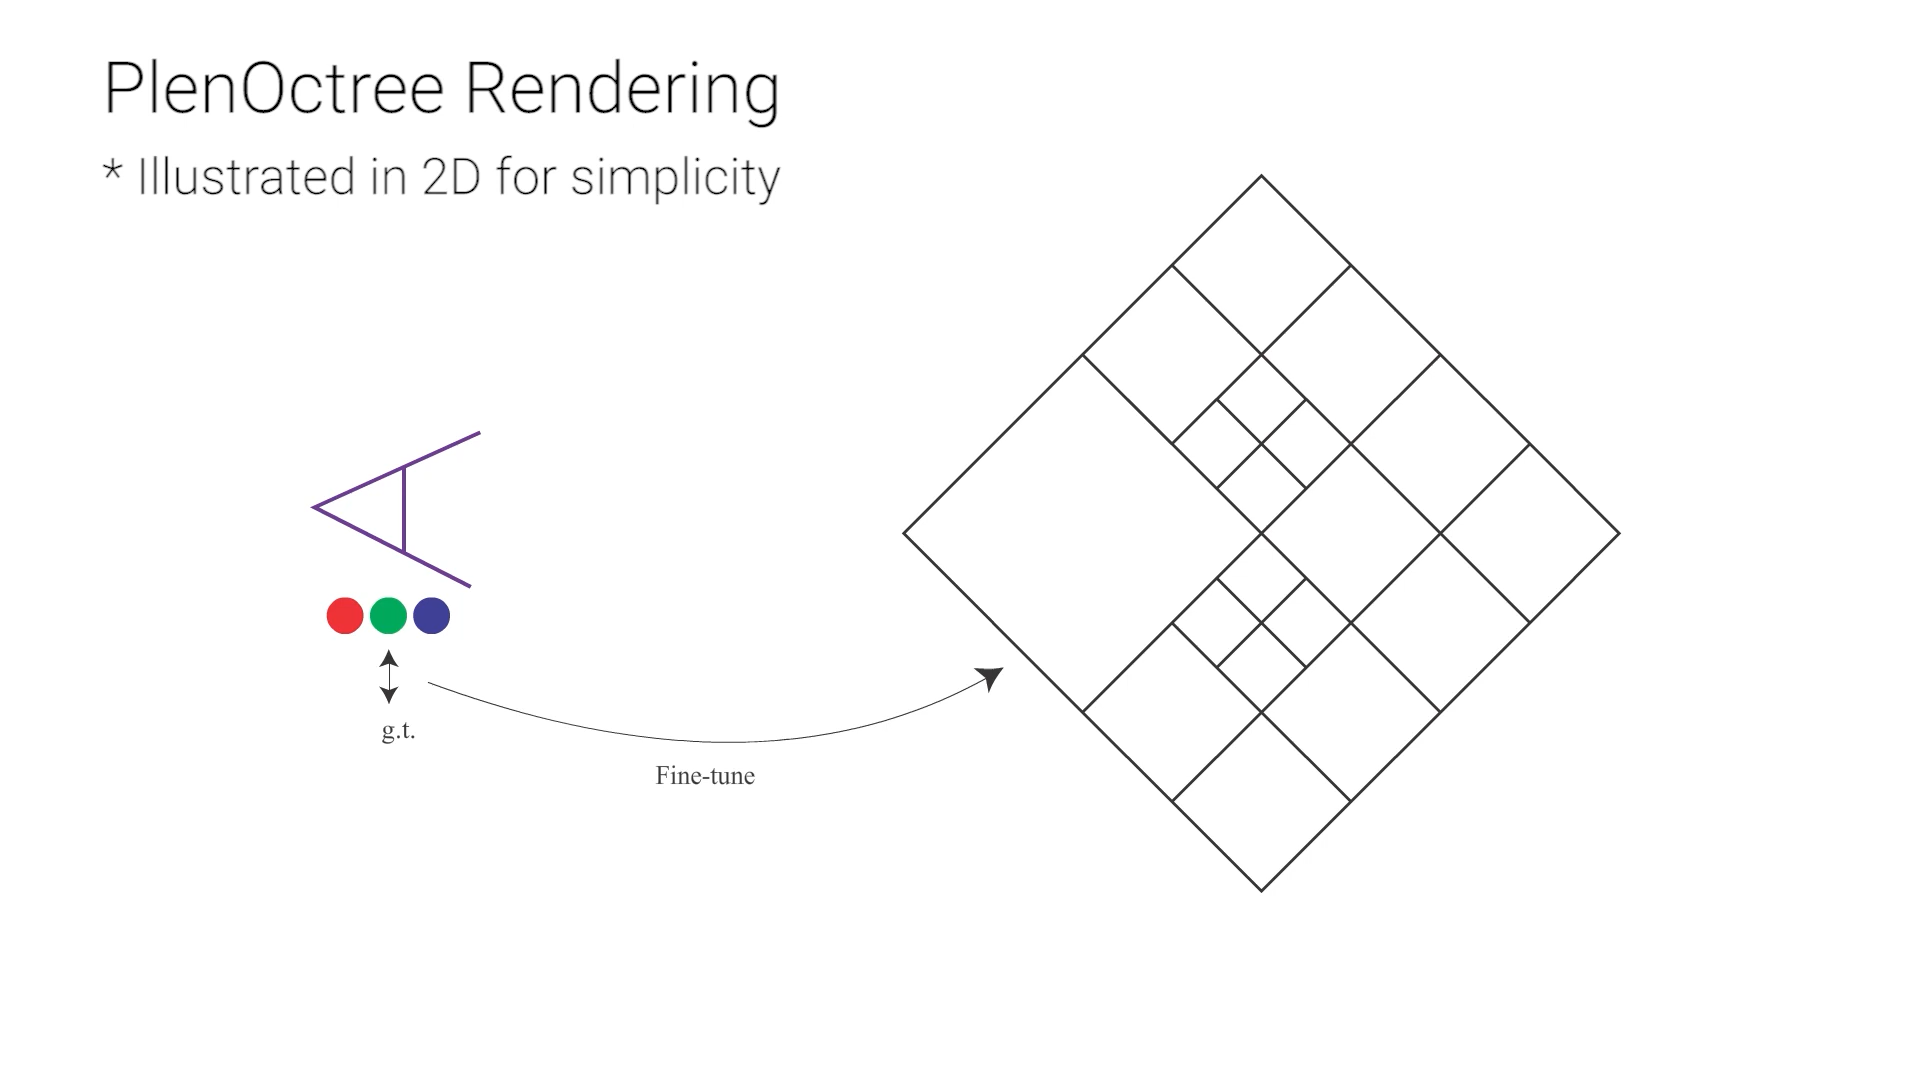 PlenOctree Rendering
* Illustrated in 2D for simplicity
g.t.
Fine-tune